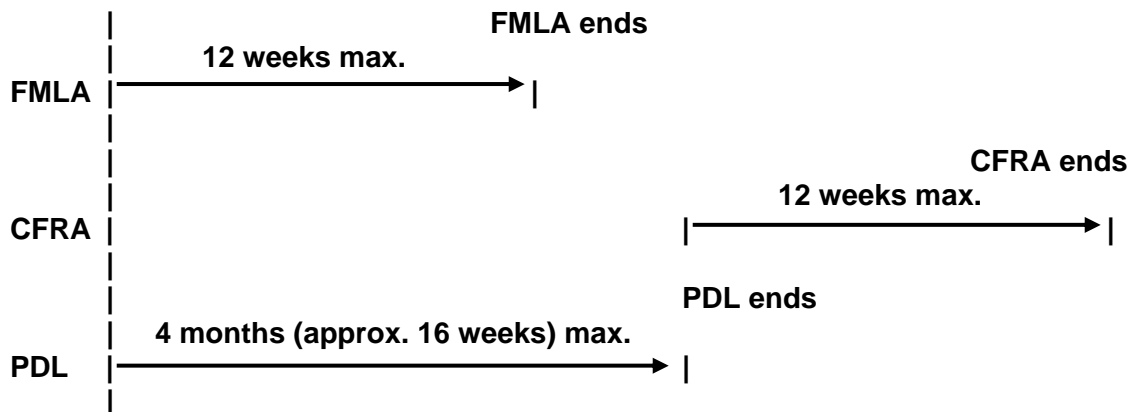 FMLA ends
12 weeks max.
FMLA
CFRA ends
12 weeks max.
CFRA
PDL ends
4 months (approx. 16 weeks) max.
PDL